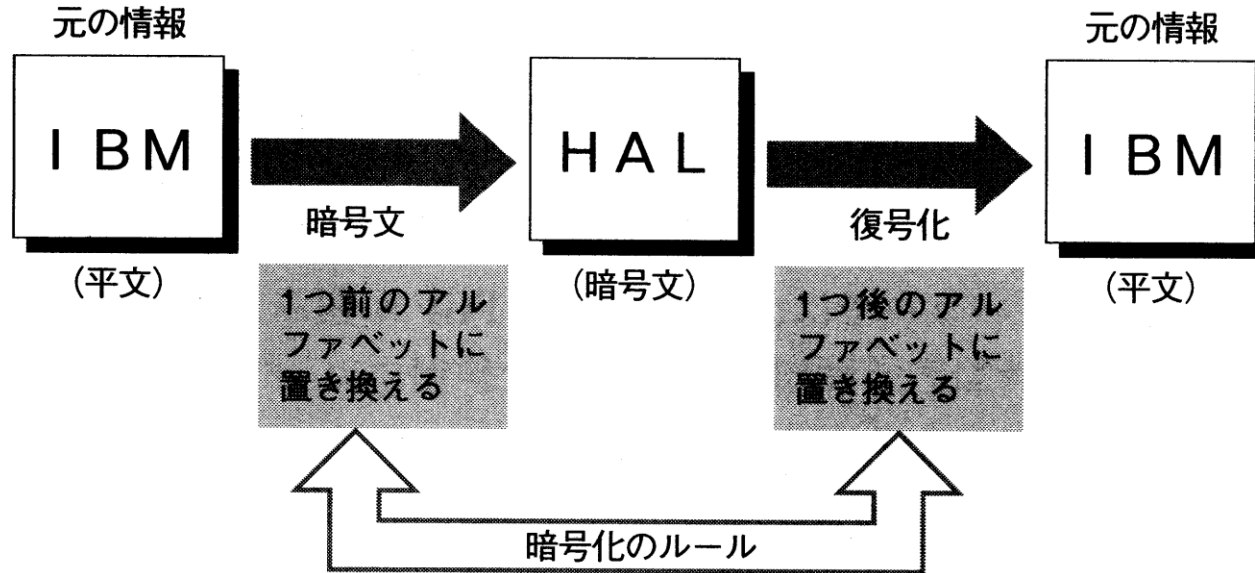 元の情報
IBM
(平文)
暗号文
1つ前のアル
ファベットに
置き換える
HAL
(暗号文)
復号化
1つ後のアル
ファベットに
置き換える
元の情報
IBM
(平文)
暗号化のルール